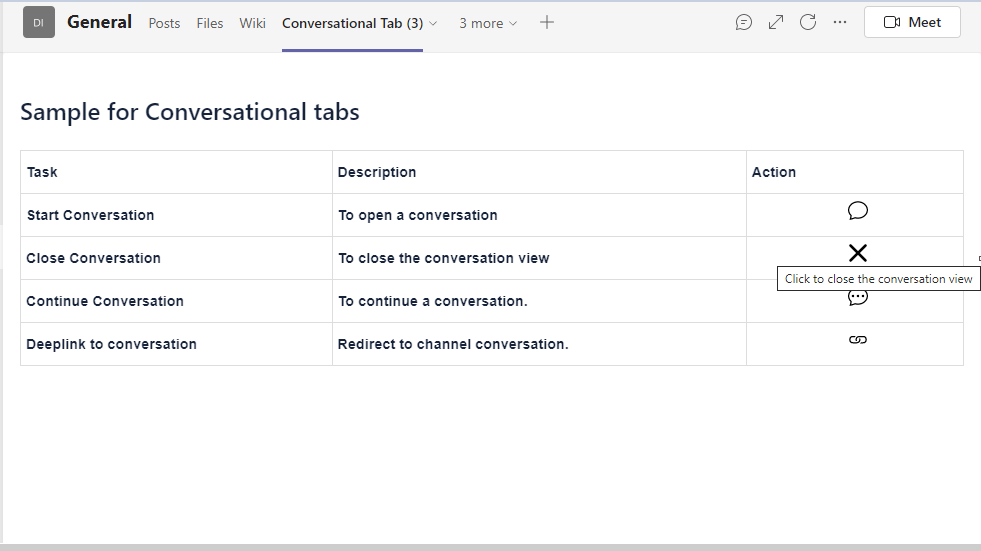 DI General Posts Files Wiki Conversational Tab (3) 3 more Meet
Sample for Conversational tabs
Task Description Action
Start Conversation To open a conversation
Close Conversation To close the conversation view
Click to close the conversation view
Continue Conversation To continue a conversation.
Deeplink to conversation Redirect to channel conversation.